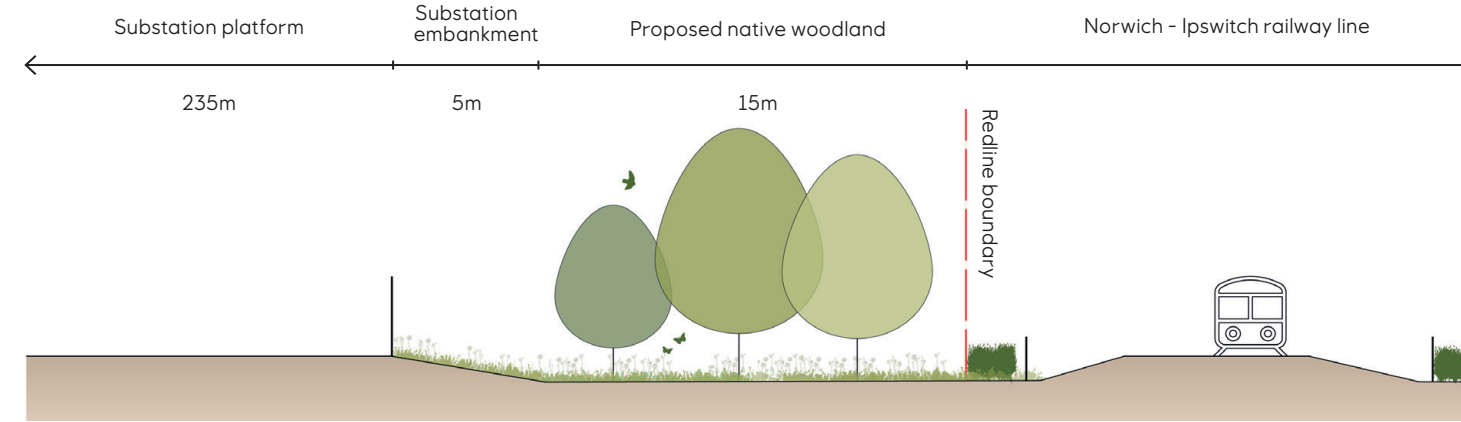 Substation platform
Substation
embankment
Proposed native woodland
Norwich - Ipswitch railway line
235m
5m
15m
Redline boundary